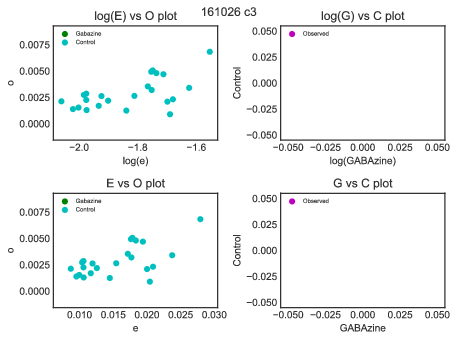 161026 c3
log(E) vs O plot
0.0075
0.0050
0.0025
0.0000
o
Gabazine
Control
−2.0
−1.8
−1.6
log(e)
log(G) vs C plot
0.050
0.025
0.000
−0.025
−0.050
Control
Observed
−0.050
−0.025
0.000
0.025
0.050
log(GABAzine)
E vs O plot
0.0075
0.0050
0.0025
0.0000
o
Gabazine
Control
0.010
0.015
0.020
0.025
0.030
e
G vs C plot
0.050
0.025
0.000
−0.025
−0.050
Control
Observed
−0.050
−0.025
0.000
0.025
0.050
GABAzine